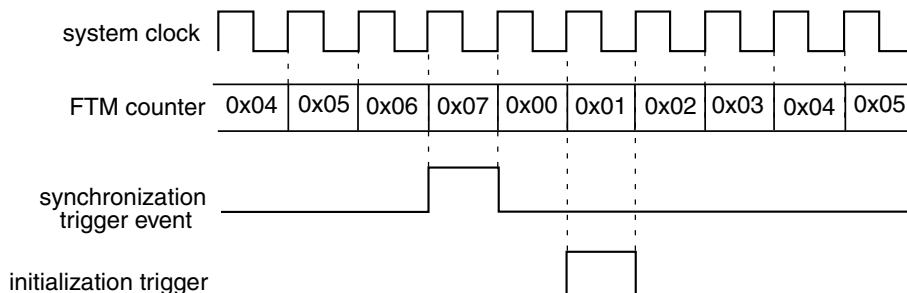 system clock
FTM counter 0x04 0x05 0x06 0x07 0x00 0x01 0x02 0x03 0x04 0x05
synchronization
trigger event
initialization trigger